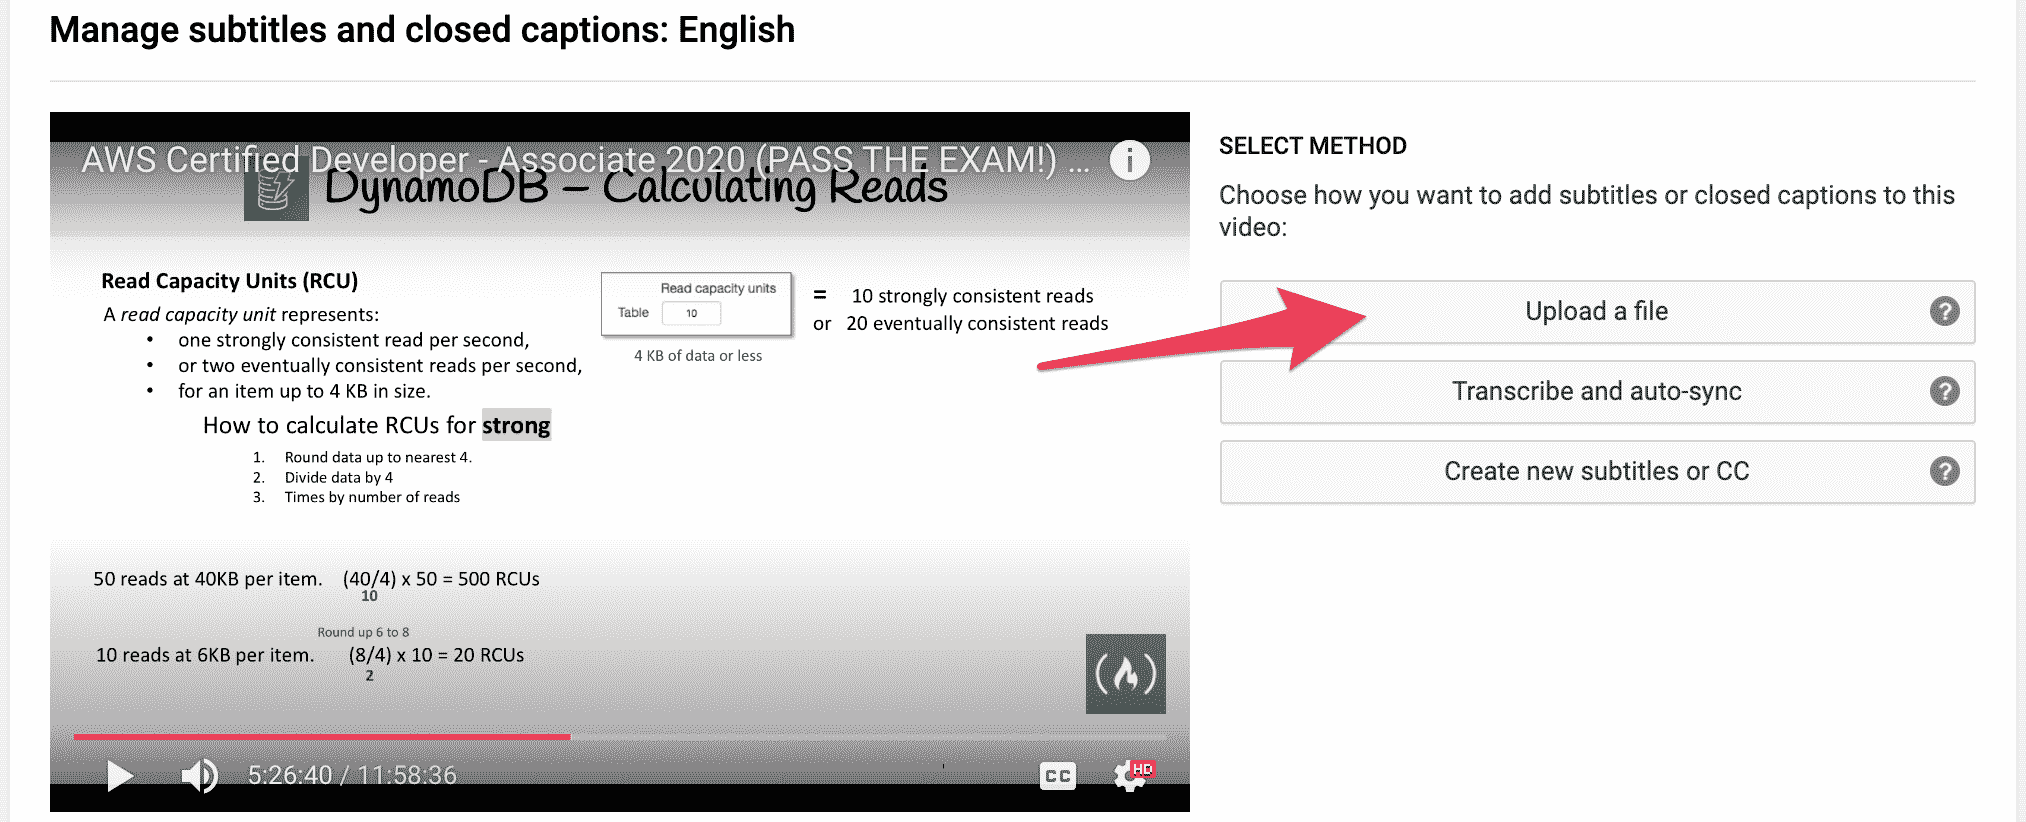 Manage subtitles and closed captions: English
AWS Certified Developer - Associate 2020 (PASS THE EXAM!) ...
i
DynamoDB – Calculating Reads
Read Capacity Units (RCU)
A read capacity unit represents:
• one strongly consistent read per second,
• or two eventually consistent reads per second,
• for an item up to 4 KB in size.
Read capacity units
Table 10
4 KB of data or less
= 10 strongly consistent reads
or 20 eventually consistent reads
How to calculate RCUs for strong
1. Round data up to nearest 4.
2. Divide data by 4
3. Times by number of reads
50 reads at 40KB per item. (40/4) x 50 = 500 RCUs
10
Round up 6 to 8
10 reads at 6KB per item. (8/4) x 10 = 20 RCUs
2
5:26:40 / 11:58:36
CC
HD
SELECT METHOD
Choose how you want to add subtitles or closed captions to this
video:
Upload a file ?
Transcribe and auto-sync ?
Create new subtitles or CC ?